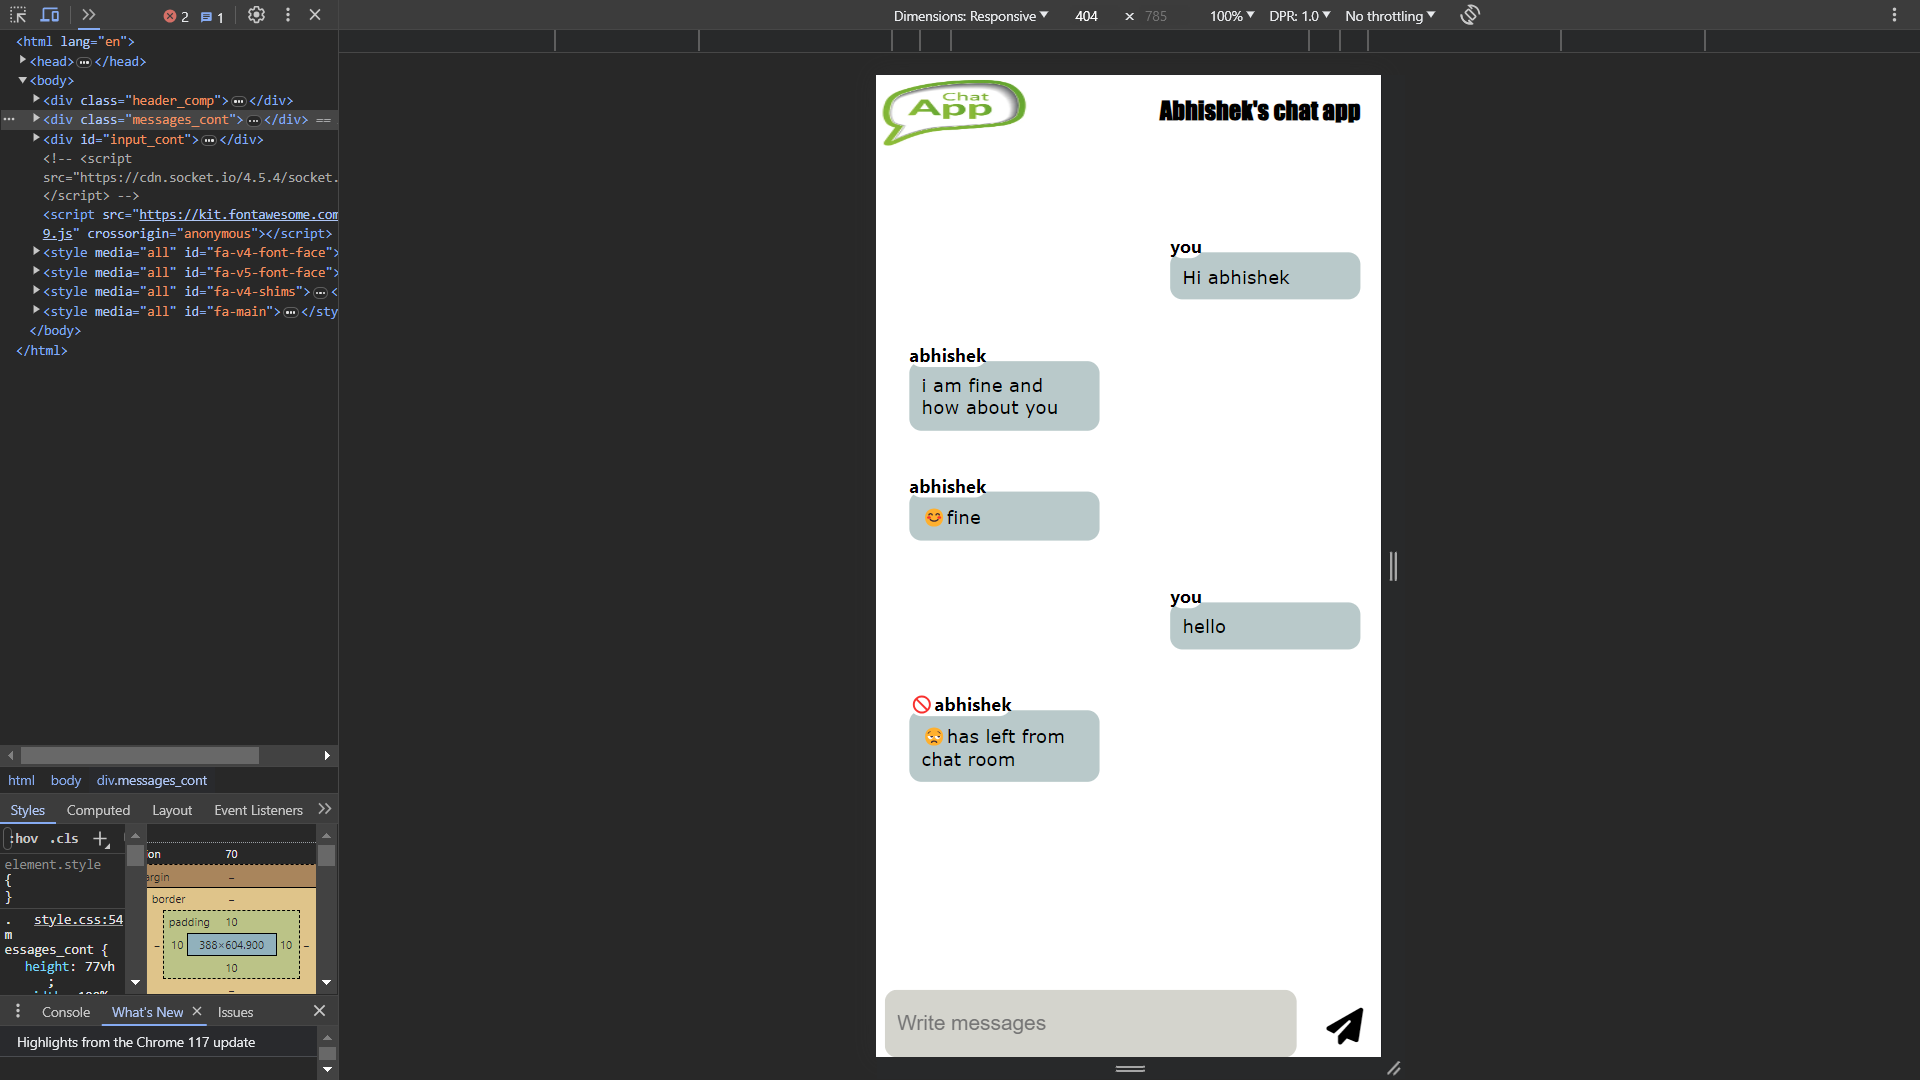 2 1
Dimensions: Responsive 404 × 785 100% DPR: 1.0 No throttling
<html lang="en">
<head> … </head>
<body>
<div class="header_comp"> … </div>
<div class="messages_cont"> … </div> ==
<div id="input_cont"> … </div>
<!-- <script
src="https://cdn.socket.io/4.5.4/socket.
</script> -->
<script src="https://kit.fontawesome.com
9.js" crossorigin="anonymous"></script>
<style media="all" id="fa-v4-font-face">
<style media="all" id="fa-v5-font-face">
<style media="all" id="fa-v4-shims"> … <
<style media="all" id="fa-main"> … </sty
</body>
</html>
html body div.messages_cont
Styles Computed Layout Event Listeners
:hov .cls
element.style
{
}
. style.css:54
m
essages_cont {
height: 77vh
;
70
margin –
border –
padding 10
– 10 388×604.900 10 –
10
–
Console What's New Issues
Highlights from the Chrome 117 update
Chat
App
Abhishek's chat app
you
Hi abhishek
abhishek
i am fine and
how about you
abhishek
😊fine
you
hello
🚫abhishek
😥has left from
chat room
Write messages